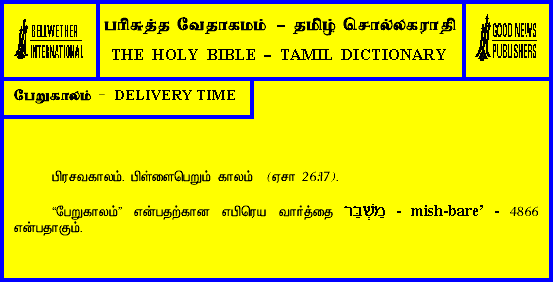 BELLWETHER
INTERNATIONAL
பரிசுத்த வேதாகமம் - தமிழ் சொல்லகராதி
THE HOLY BIBLE - TAMIL DICTIONARY
GOOD NEWS
PUBLISHERS
பேறுகாலம் - DELIVERY TIME
பிரசவகாலம். பிள்ளைபெறும் காலம் (ஏசா 26:17).
“பேறுகாலம்” என்பதற்கான எபிரெய வார்த்தை מַשְׁבֵּר - mish-bare’ - 4866
என்பதாகும்.